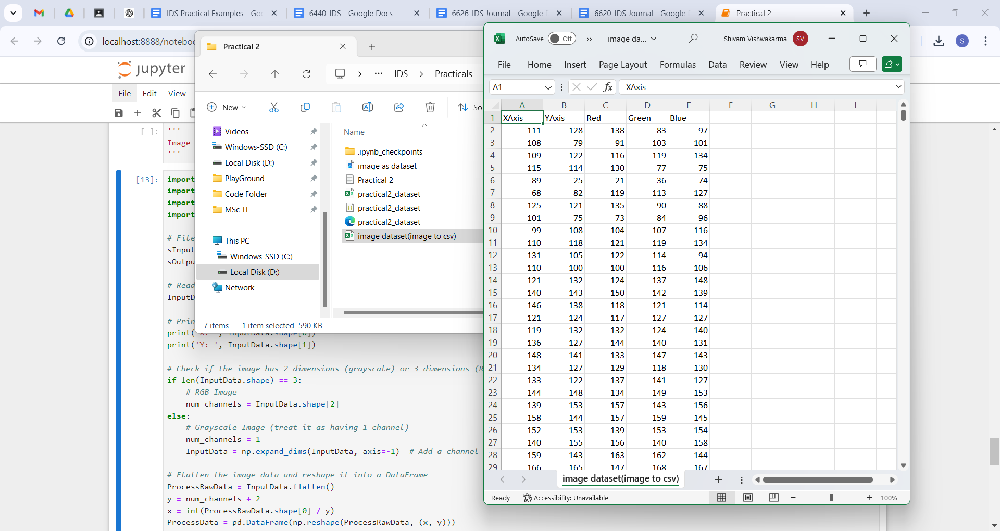 IDS Practical Examples - Goo
6440_IDS - Google Docs
6626_IDS Journal - Google D
6620_IDS Journal - Google D
Practical 2
localhost:8888/noteboo
S
jupyter
File Edit View
[ ]:
'''
Image
'''
[13]:
import
import
import
import
# File
sInput
sOutpu
# Read
InputD
# Prin
print('X: ', InputData.shape[0])
print('Y: ', InputData.shape[1])
# Check if the image has 2 dimensions (grayscale) or 3 dimensions (R
if len(InputData.shape) == 3:
# RGB Image
num_channels = InputData.shape[2]
else:
# Grayscale Image (treat it as having 1 channel)
num_channels = 1
InputData = np.expand_dims(InputData, axis=-1) # Add a channel
# Flatten the image data and reshape it into a DataFrame
ProcessRawData = InputData.flatten()
y = num_channels + 2
x = int(ProcessRawData.shape[0] / y)
ProcessData = pd.DataFrame(np.reshape(ProcessRawData, (x, y)))
Practical 2
... IDS > Practicals
New
Sor
Videos
Windows-SSD (C:)
Local Disk (D:)
PlayGround
Code Folder
MSc-IT
This PC
Windows-SSD (C:)
Local Disk (D:)
Network
Name
.ipynb_checkpoints
image as dataset
Practical 2
practical2_dataset
practical2_dataset
practical2_dataset
image dataset(image to csv)
7 items 1 item selected 590 KB
AutoSave Off » image da... Shivam Vishwakarma SV
File Home Insert Page Layout Formulas Data Review View Help
A1 fx XAxis
A B C D E F G H I
1 XAxis YAxis Red Green Blue
2 111 128 138 83 97
3 108 79 91 103 101
4 109 122 116 119 134
5 115 114 130 77 75
6 89 25 21 36 74
7 68 82 119 113 127
8 125 121 135 90 88
9 101 75 73 84 96
10 99 108 104 107 116
11 110 118 121 119 134
12 131 105 122 114 94
13 110 100 100 116 106
14 121 132 124 137 148
15 140 143 150 142 139
16 146 138 118 121 114
17 121 124 117 127 127
18 119 132 132 124 140
19 136 127 144 140 131
20 148 141 133 147 143
21 134 127 129 118 130
22 133 122 137 141 127
23 144 148 134 149 153
24 139 153 157 143 156
25 158 144 157 159 145
26 152 153 139 153 154
27 140 155 156 140 158
28 159 143 163 162 144
29 166 165 147 168 167
image dataset(image to csv)
Ready Accessibility: Unavailable 100%